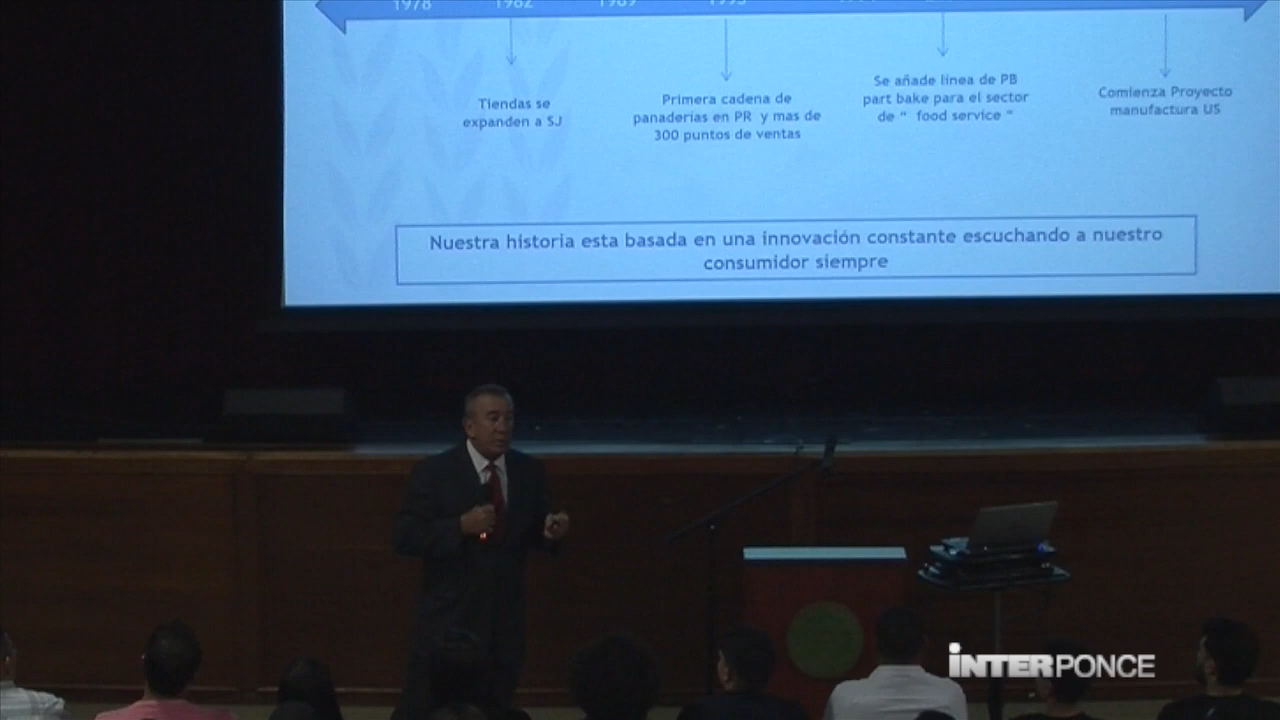 1978 1982 1989 1995
Tiendas se
expanden a SJ
Primera cadena de
panaderias en PR y mas de
300 puntos de ventas
Se añade linea de PB
part bake para el sector
de " food service "
Comienza Proyecto
manufactura US
Nuestra historia esta basada en una innovación constante escuchando a nuestro
consumidor siempre
INTERPONCE